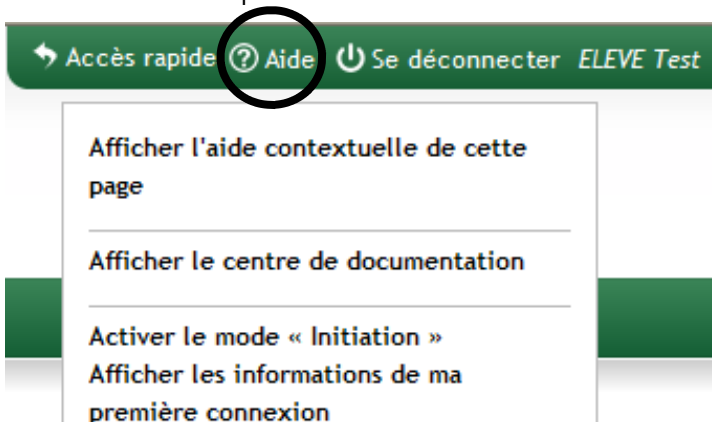 Accès rapide Aide Se déconnecter ELEVE Test
Afficher l'aide contextuelle de cette
page
Afficher le centre de documentation
Activer le mode « Initiation »
Afficher les informations de ma
première connexion